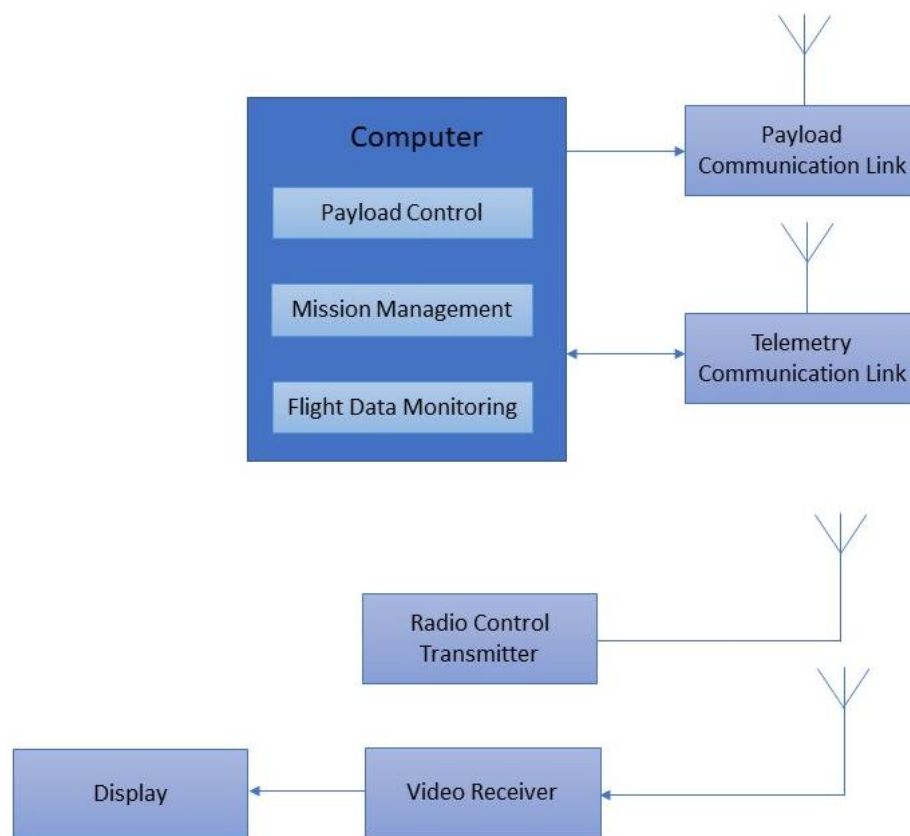 Computer
Payload Control
Mission Management
Flight Data Monitoring
Payload
Communication Link
Telemetry
Communication Link
Radio Control
Transmitter
Display
Video Receiver